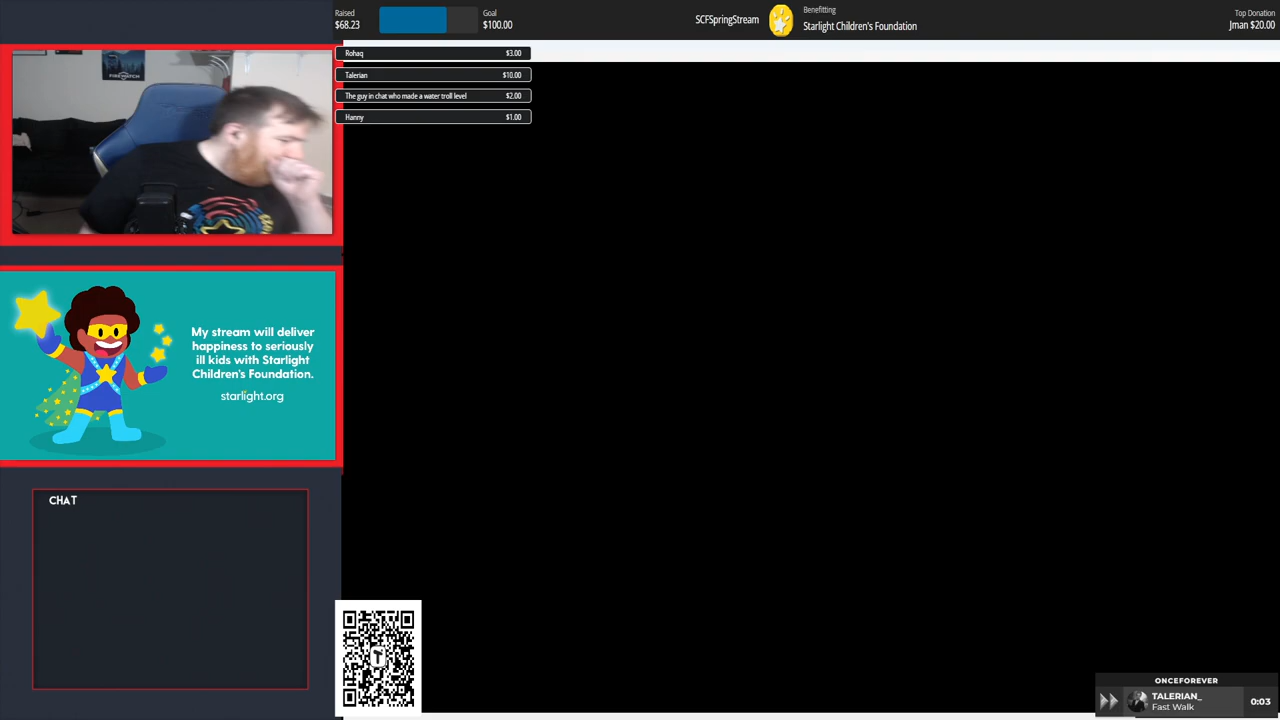 Raised
$68.23
Goal
$100.00
SCFSpringStream
Benefitting
Starlight Children's Foundation
Top Donation
Jman $20.00
Rohaq $3.00
Talerian $10.00
The guy in chat who made a water troll level $2.00
Hanny $1.00
FIREWATCH
My stream will deliver
happiness to seriously
ill kids with Starlight
Children's Foundation.
starlight.org
CHAT
T
ONCEFOREVER
TALERIAN_
Fast Walk
0:03